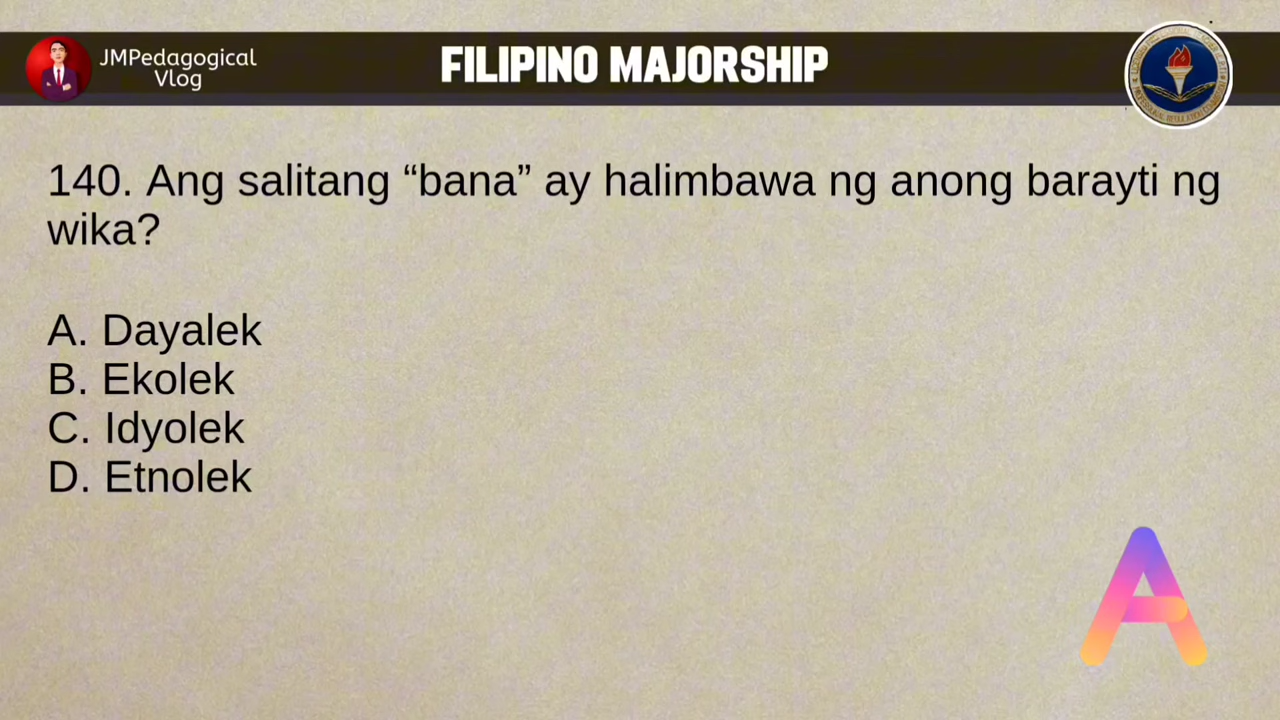 JMPedagogical
Vlog
FILIPINO MAJORSHIP
140. Ang salitang “bana” ay halimbawa ng anong barayti ng
wika?
A. Dayalek
B. Ekolek
C. Idyolek
D. Etnolek
A